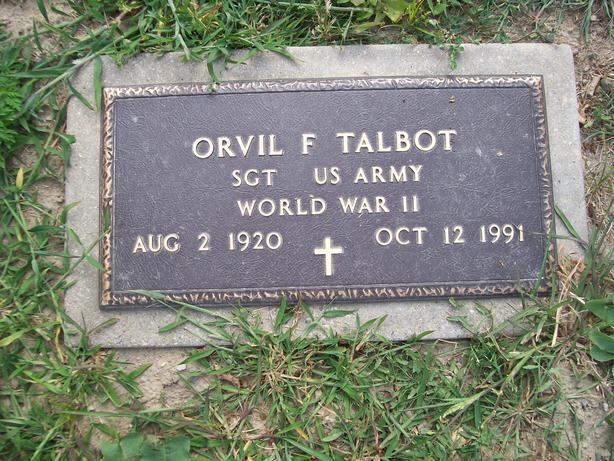 ORVIL F TALBOT
SGT US ARMY
WORLD WAR II
AUG 2 1920 OCT 12 1991